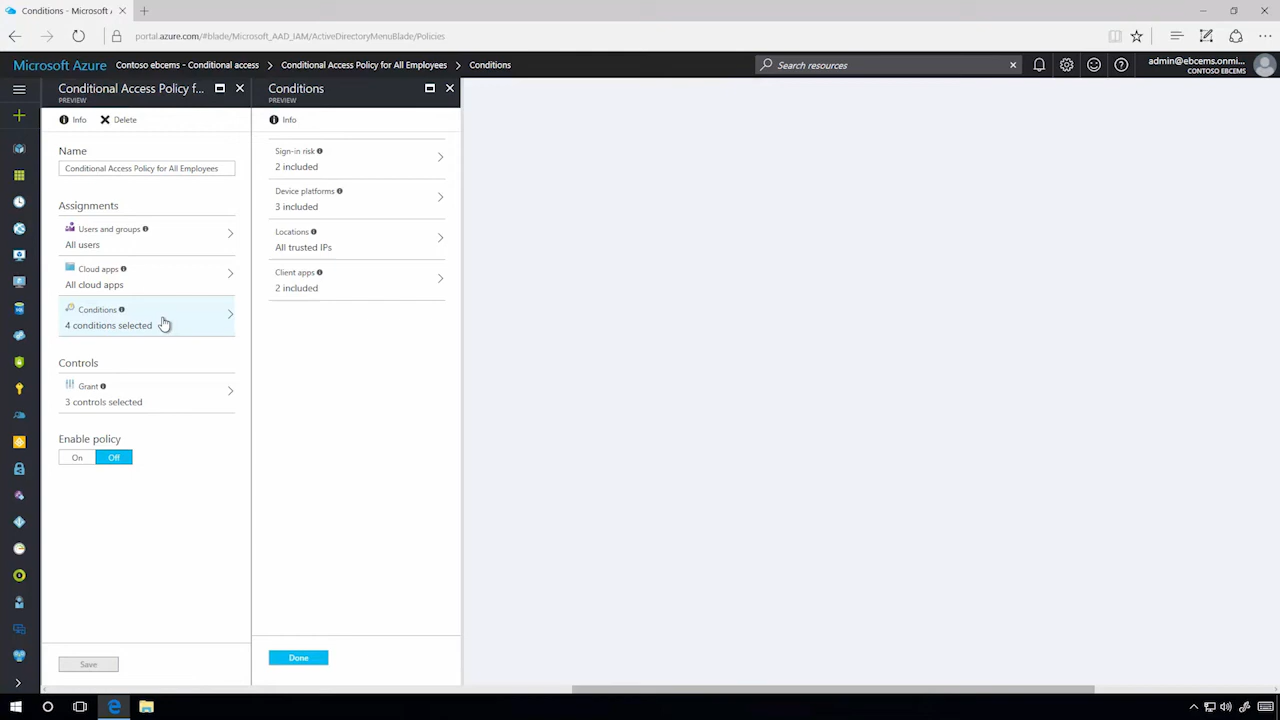 Conditions - Microsoft A
portal.azure.com/#blade/Microsoft_AAD_IAM/ActiveDirectoryMenuBlade/Policies
Microsoft Azure Contoso ebcems - Conditional access > Conditional Access Policy for All Employees > Conditions
Search resources
admin@ebcems.onmi...
CONTOSO EBCEMS
Conditional Access Policy f...
PREVIEW
Info Delete
Name
Conditional Access Policy for All Employees
Assignments
Users and groups
All users
Cloud apps
All cloud apps
Conditions
4 conditions selected
Controls
Grant
3 controls selected
Enable policy
On Off
Save
Conditions
PREVIEW
Info
Sign-in risk
2 included
Device platforms
3 included
Locations
All trusted IPs
Client apps
2 included
Done